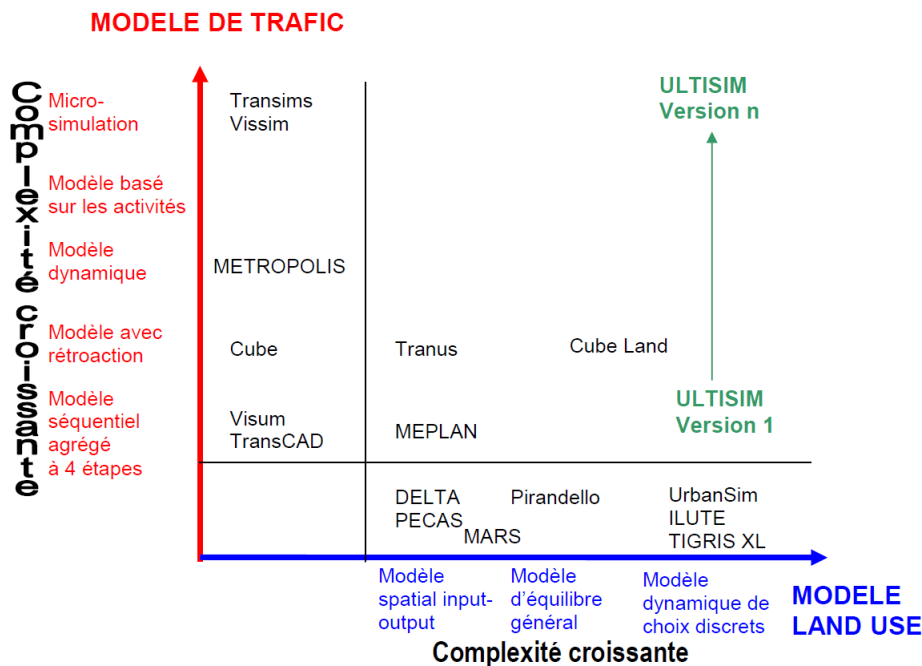 MODELE DE TRAFIC
Complexité croissante
Micro-
simulation
Transims
Vissim
ULTISIM
Version n
Modèle basé
sur les activités
Modèle
dynamique
METROPOLIS
Modèle avec
rétroaction
Cube
Tranus
Cube Land
Modèle
séquentiel
agrégé
à 4 étapes
Visum
TransCAD
MEPLAN
ULTISIM
Version 1
DELTA
PECAS
MARS
Pirandello
UrbanSim
ILUTE
TIGRIS XL
Modèle
spatial input-
output
Modèle
d'équilibre
général
Modèle
dynamique de
choix discrets
MODELE
LAND USE
Complexité croissante